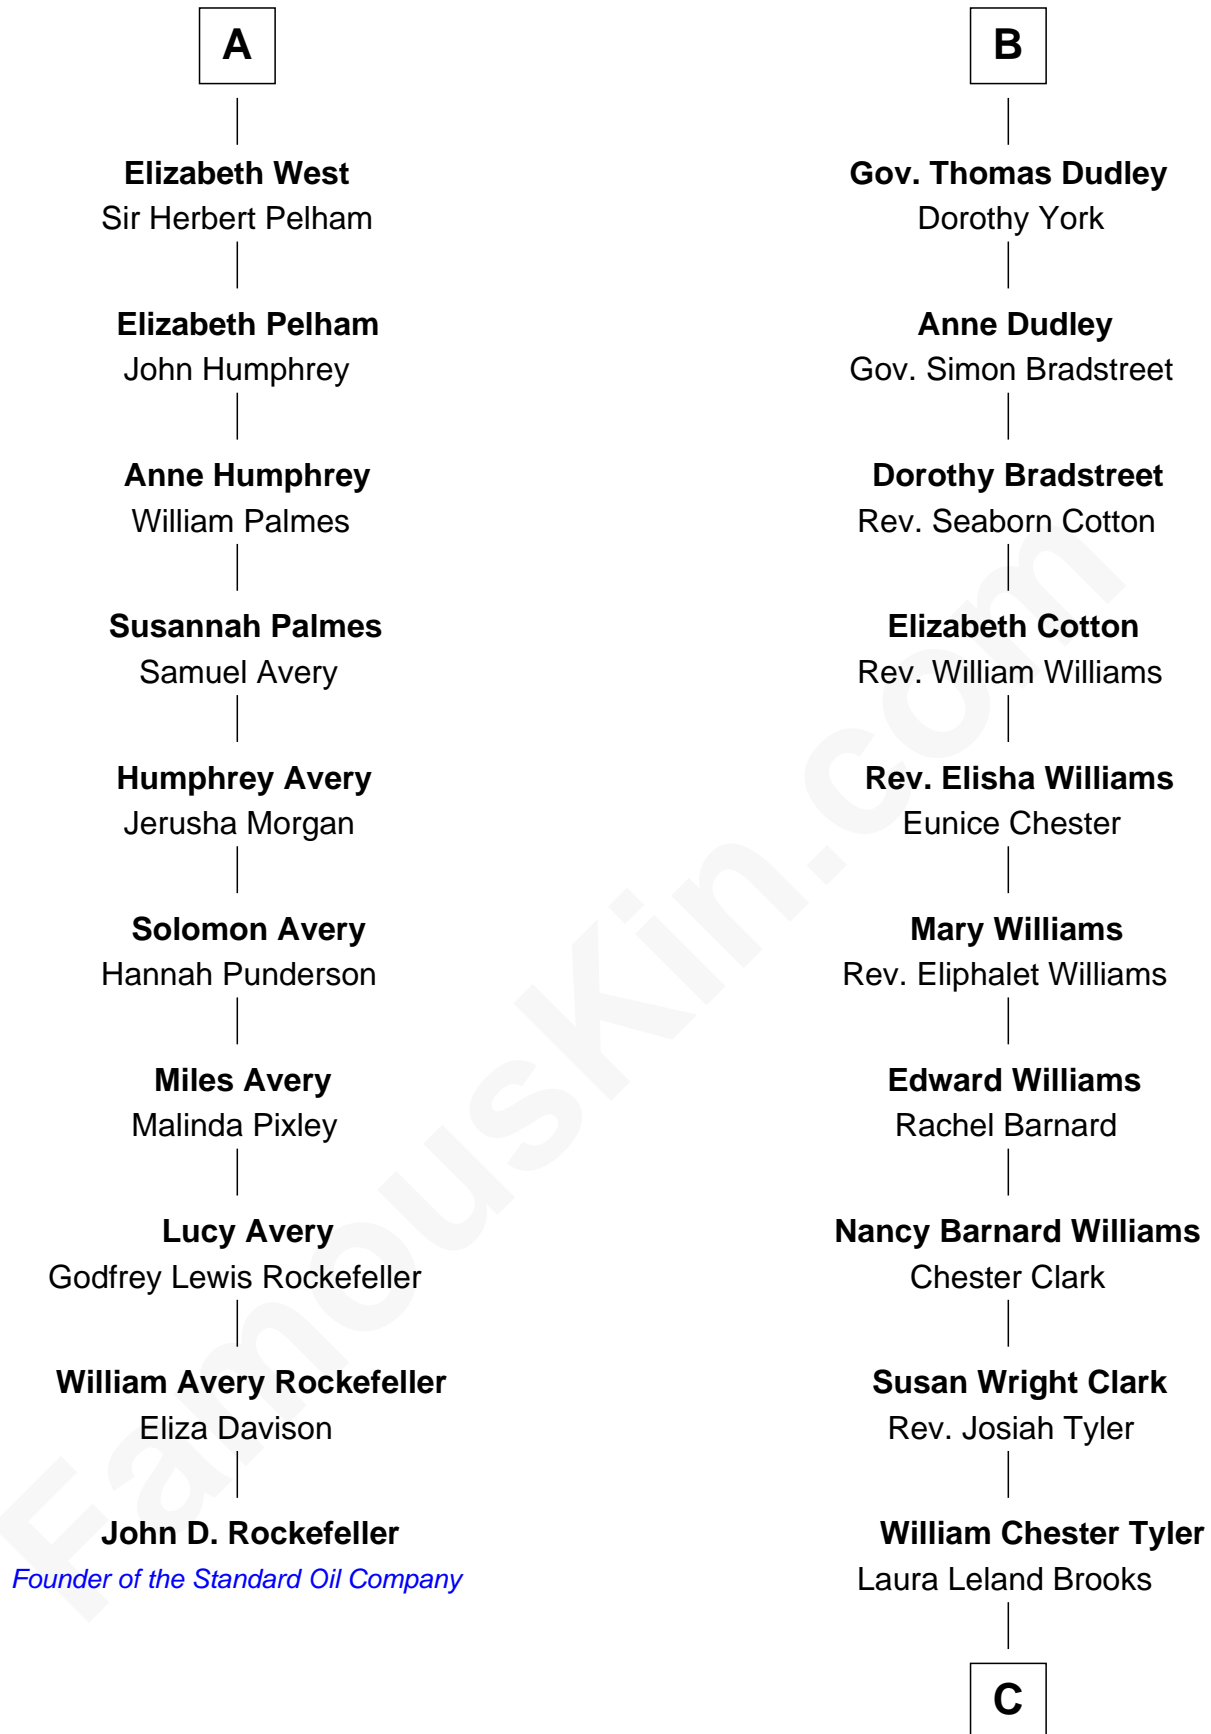 A
Elizabeth West
Sir Herbert Pelham
Elizabeth Pelham
John Humphrey
Anne Humphrey
William Palmes
Susannah Palmes
Samuel Avery
Humphrey Avery
Jerusha Morgan
Solomon Avery
Hannah Punderson
Miles Avery
Malinda Pixley
Lucy Avery
Godfrey Lewis Rockefeller
William Avery Rockefeller
Eliza Davison
John D. Rockefeller
Founder of the Standard Oil Company
B
Gov. Thomas Dudley
Dorothy York
Anne Dudley
Gov. Simon Bradstreet
Dorothy Bradstreet
Rev. Seaborn Cotton
Elizabeth Cotton
Rev. William Williams
Rev. Elisha Williams
Eunice Chester
Mary Williams
Rev. Eliphalet Williams
Edward Williams
Rachel Barnard
Nancy Barnard Williams
Chester Clark
Susan Wright Clark
Rev. Josiah Tyler
William Chester Tyler
Laura Leland Brooks
C
FamousKin.com